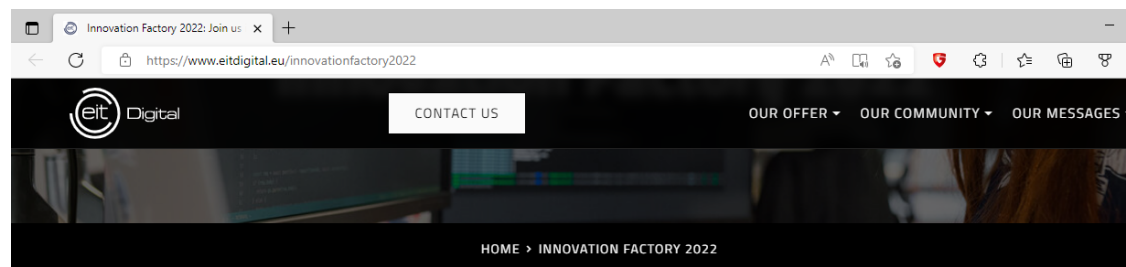 Innovation Factory 2022: Join us
https://www.eitdigital.eu/innovationfactory2022
eit Digital
CONTACT US
OUR OFFER
OUR COMMUNITY
OUR MESSAGES
HOME > INNOVATION FACTORY 2022